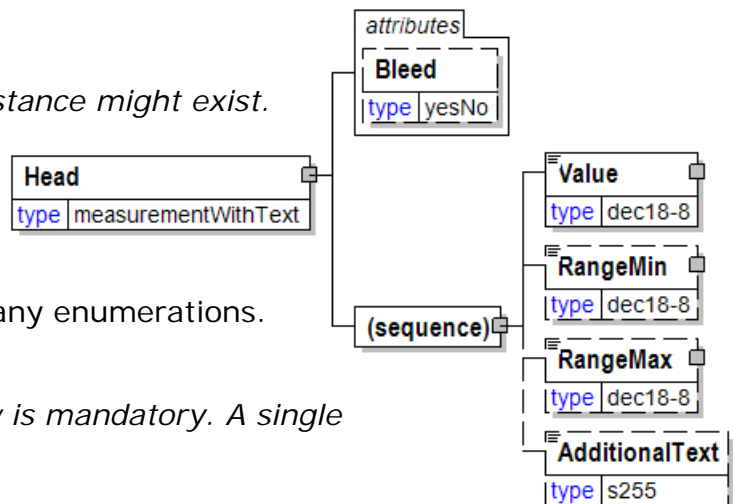 attributes
Bleed
type yesNo
stance might exist.
Head
type measurementWithText
Value
type dec18-8
RangeMin
type dec18-8
any enumerations.
(sequence)
RangeMax
type dec18-8
is mandatory. A single
AdditionalText
type s255